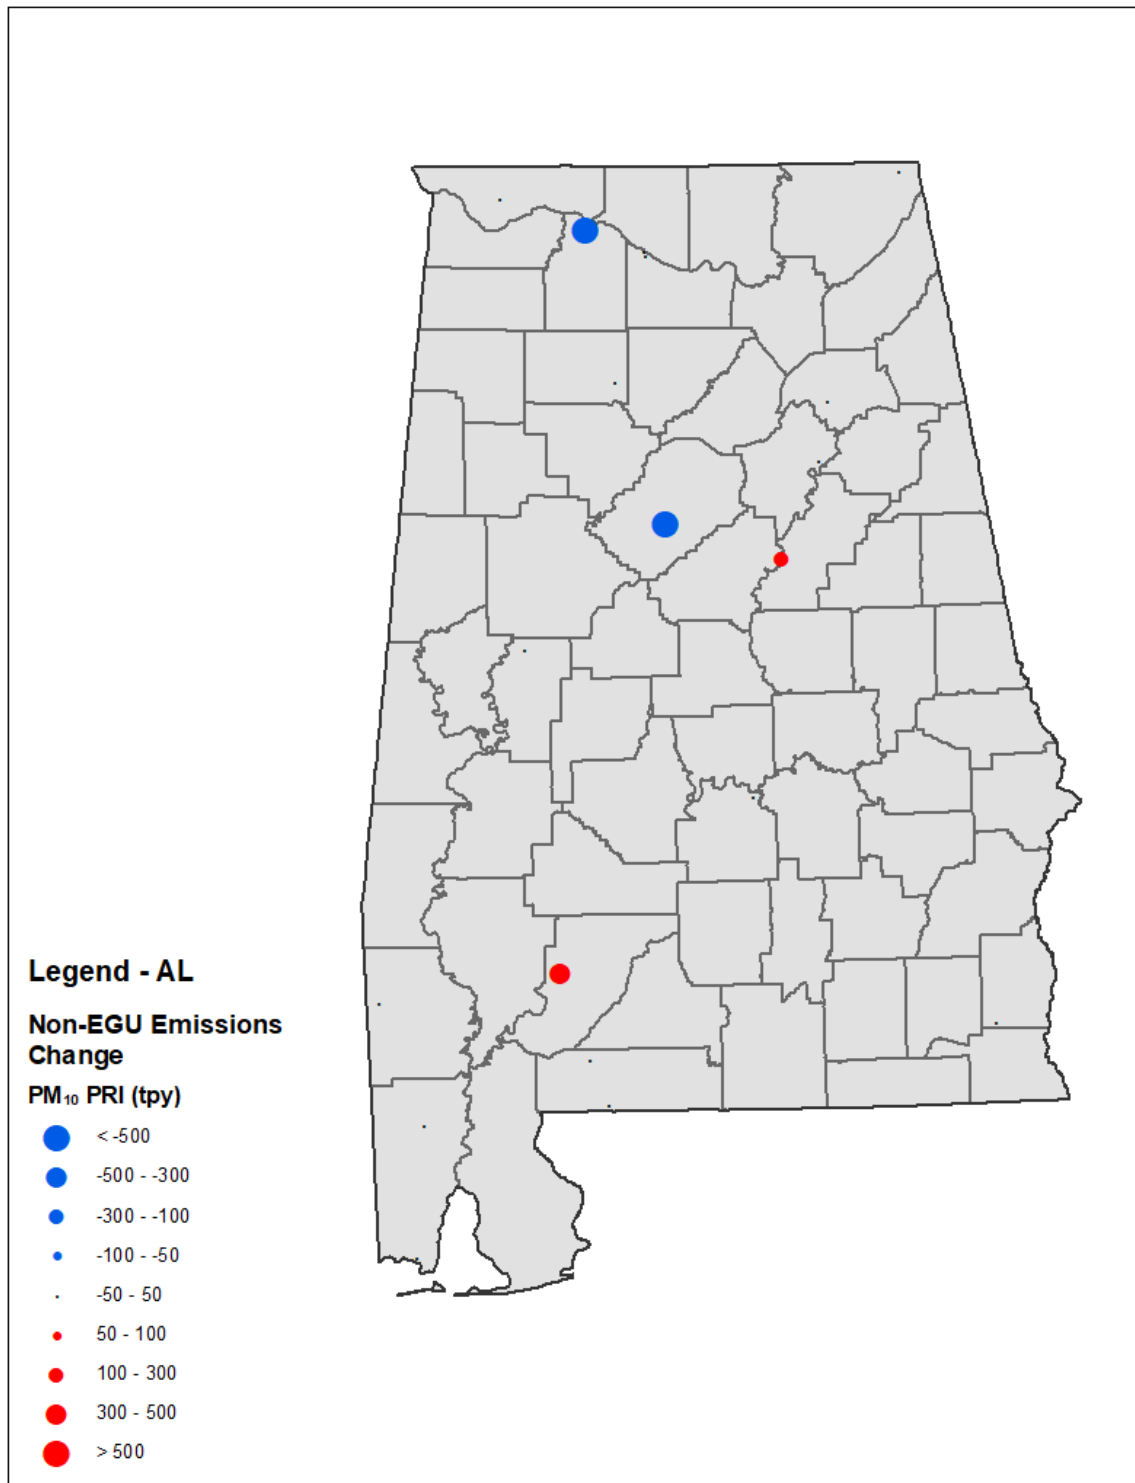 Legend - AL
Non-EGU Emissions
Change
PM₁₀ PRI (tpy)
< -500
-500 - -300
-300 - -100
-100 - -50
-50 - 50
50 - 100
100 - 300
300 - 500
> 500